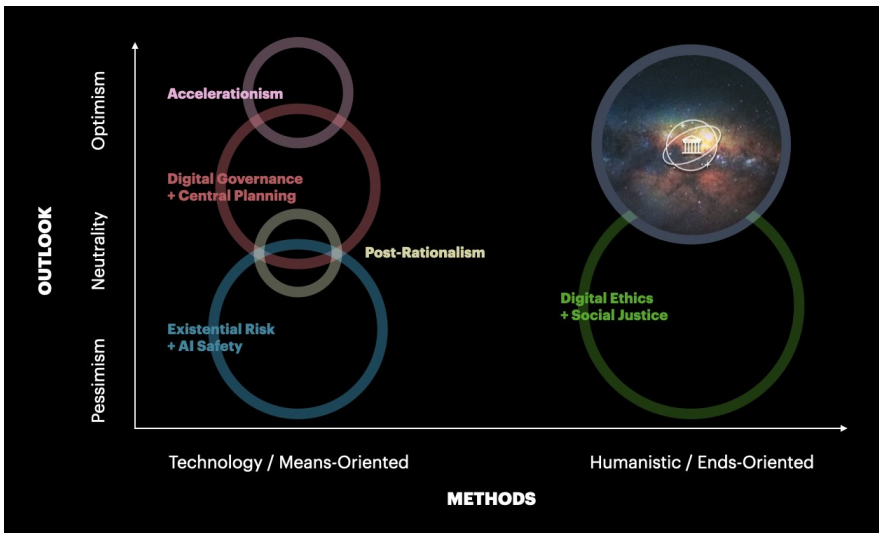 Accelerationism
Digital Governance
+ Central Planning
Post-Rationalism
Existential Risk
+ AI Safety
Digital Ethics
+ Social Justice
OUTLOOK
Optimism
Neutrality
Pessimism
Technology / Means-Oriented
Humanistic / Ends-Oriented
METHODS